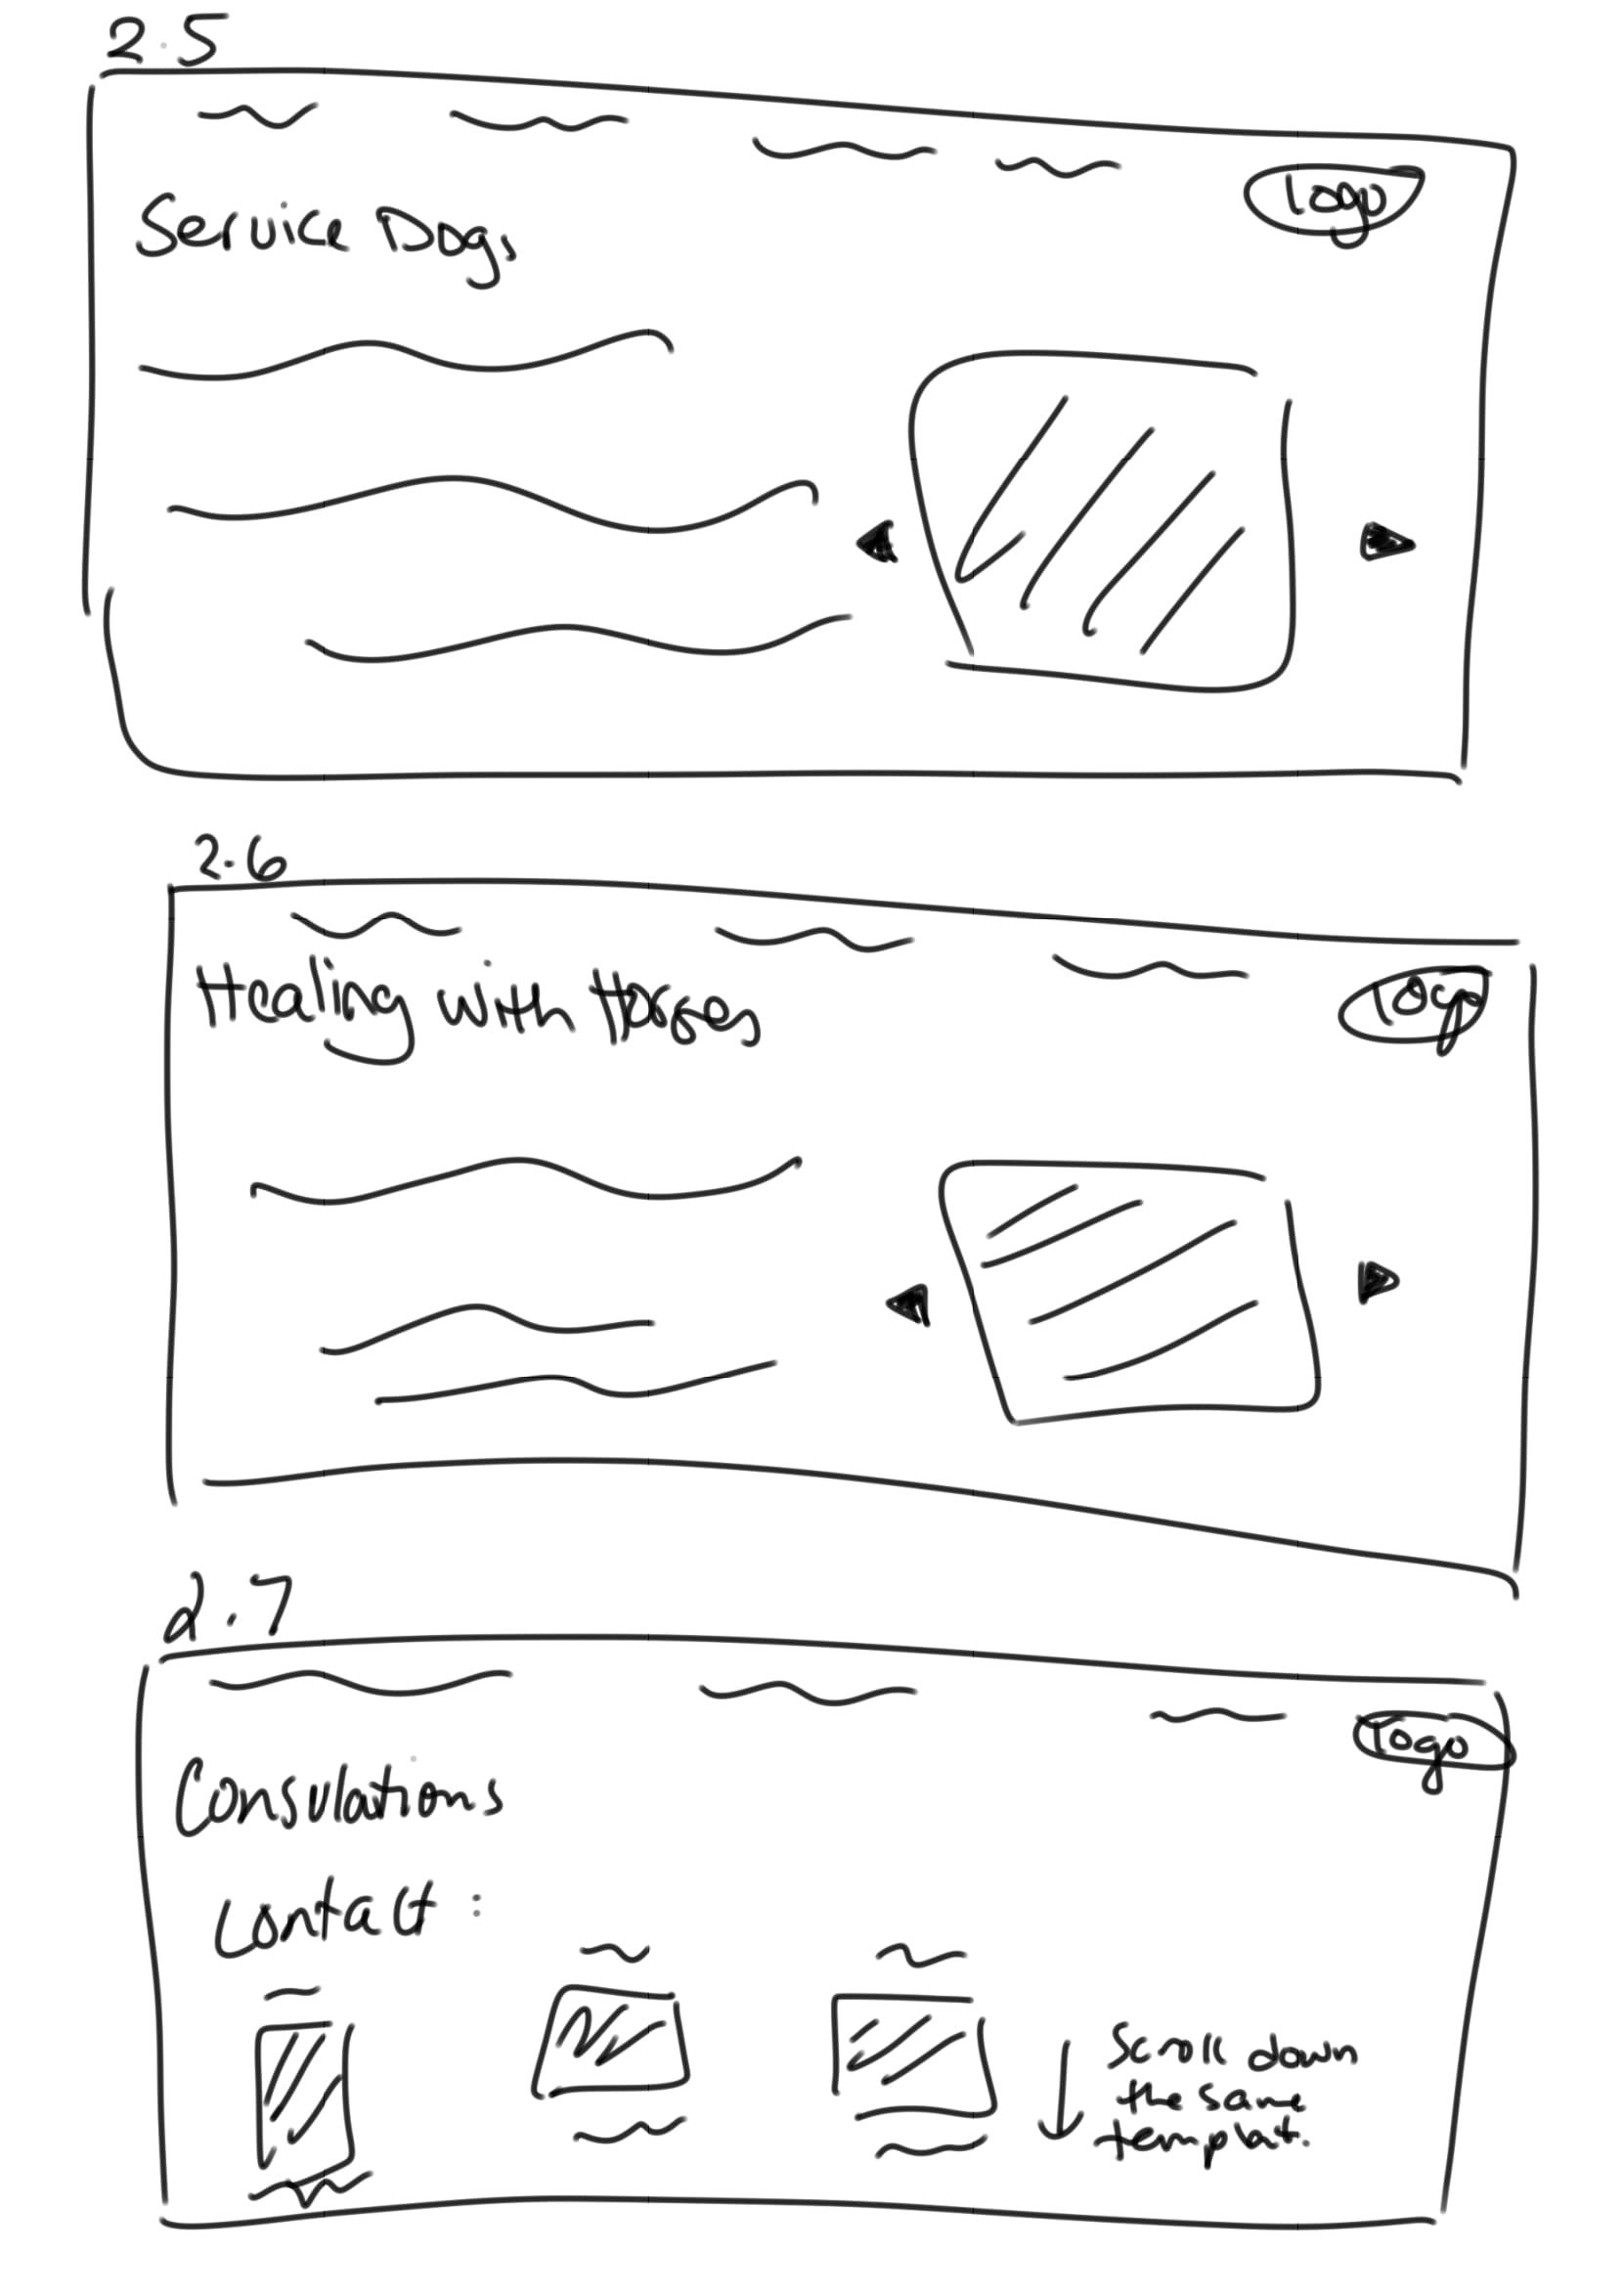 2.5
logo
Service Dogs
2.6
logo
Healing with Horses
2.7
logo
Consulations
Contact :
Scroll down
the same
template.